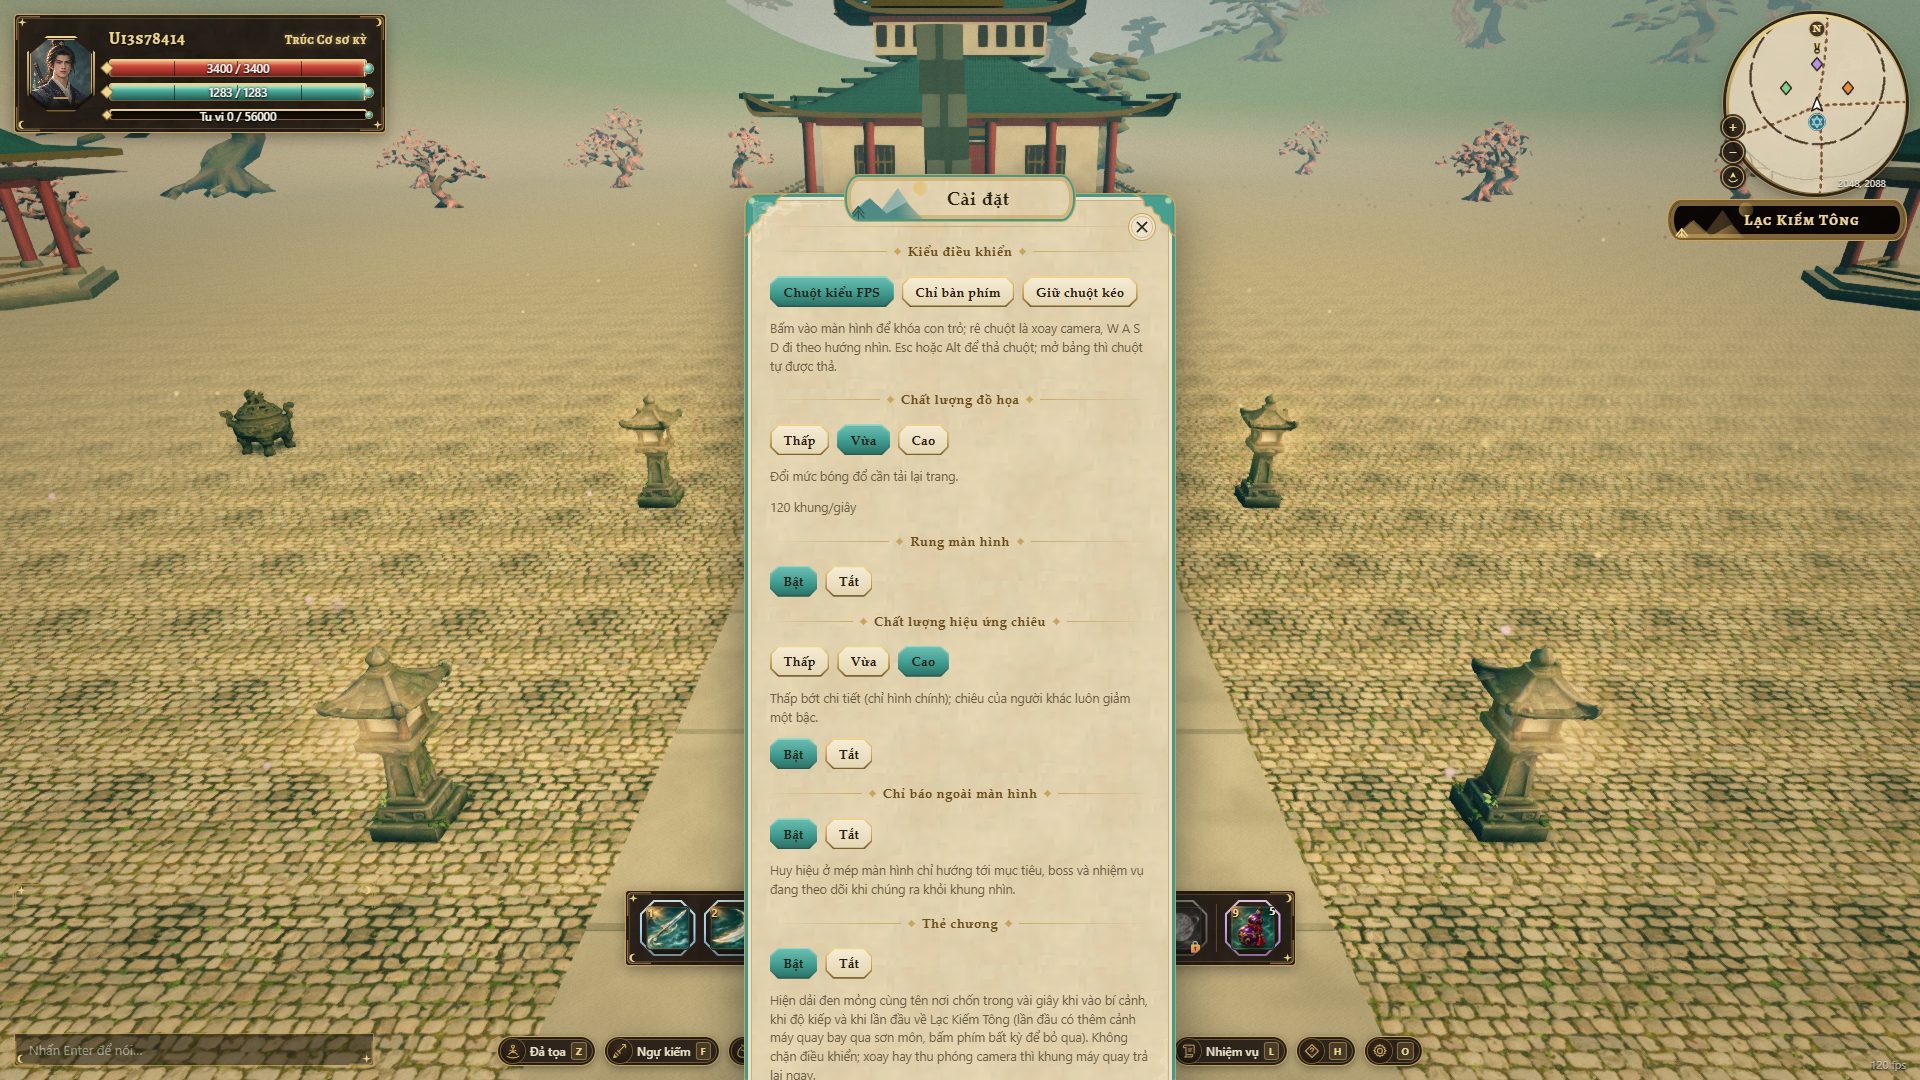 U13S78414
Trúc Cơ sơ kỳ
3400 / 3400
1283 / 1283
Tu vi 0 / 56000
N
+
−
2048, 2088
Lạc Kiếm Tông
Cài đặt
Kiểu điều khiển
Chuột kiểu FPS
Chỉ bàn phím
Giữ chuột kéo
Bấm vào màn hình để khóa con trỏ; rê chuột là xoay camera, W A S
D đi theo hướng nhìn. Esc hoặc Alt để thả chuột; mở bảng thì chuột
tự được thả.
Chất lượng đồ họa
Thấp
Vừa
Cao
Đổi mức bóng đổ cần tải lại trang.
120 khung/giây
Rung màn hình
Bật
Tắt
Chất lượng hiệu ứng chiêu
Thấp
Vừa
Cao
Thấp bớt chi tiết (chỉ hình chính); chiêu của người khác luôn giảm
một bậc.
Bật
Tắt
Chỉ báo ngoài màn hình
Bật
Tắt
Huy hiệu ở mép màn hình chỉ hướng tới mục tiêu, boss và nhiệm vụ
đang theo dõi khi chúng ra khỏi khung nhìn.
Thẻ chương
Bật
Tắt
Hiện dải đen mỏng cùng tên nơi chốn trong vài giây khi vào bí cảnh,
khi độ kiếp và khi lần đầu về Lạc Kiếm Tông (lần đầu có thêm cảnh
máy quay bay qua sơn môn, bấm phím bất kỳ để bỏ qua). Không
chặn điều khiển; xoay hay thu phóng camera thì khung máy quay trả
lại ngay.
1
2
9
5
Nhấn Enter để nói...
Đả tọa Z
Ngự kiếm F
Nhiệm vụ L
H
O
120 fps